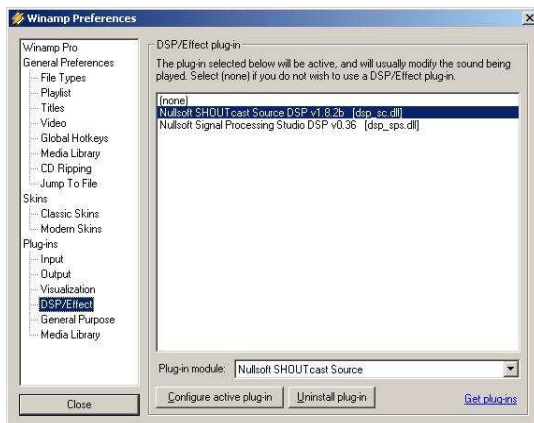 Winamp Preferences
Winamp Pro
General Preferences
File Types
Playlist
Titles
Video
Global Hotkeys
Media Library
CD Ripping
Jump To File
Skins
Classic Skins
Modern Skins
Plug-ins
Input
Output
Visualization
DSP/Effect
General Purpose
Media Library
Close
DSP/Effect plug-in
The plug-in selected below will be active, and will usually modify the sound being
played. Select (none) if you do not wish to use a DSP/Effect plug-in.
(none)
Nullsoft SHOUTcast Source DSP v1.8.2b [dsp_sc.dll]
Nullsoft Signal Processing Studio DSP v0.36 [dsp_sps.dll]
Plug-in module: Nullsoft SHOUTcast Source
Configure active plug-in Uninstall plug-in Get plug-ins